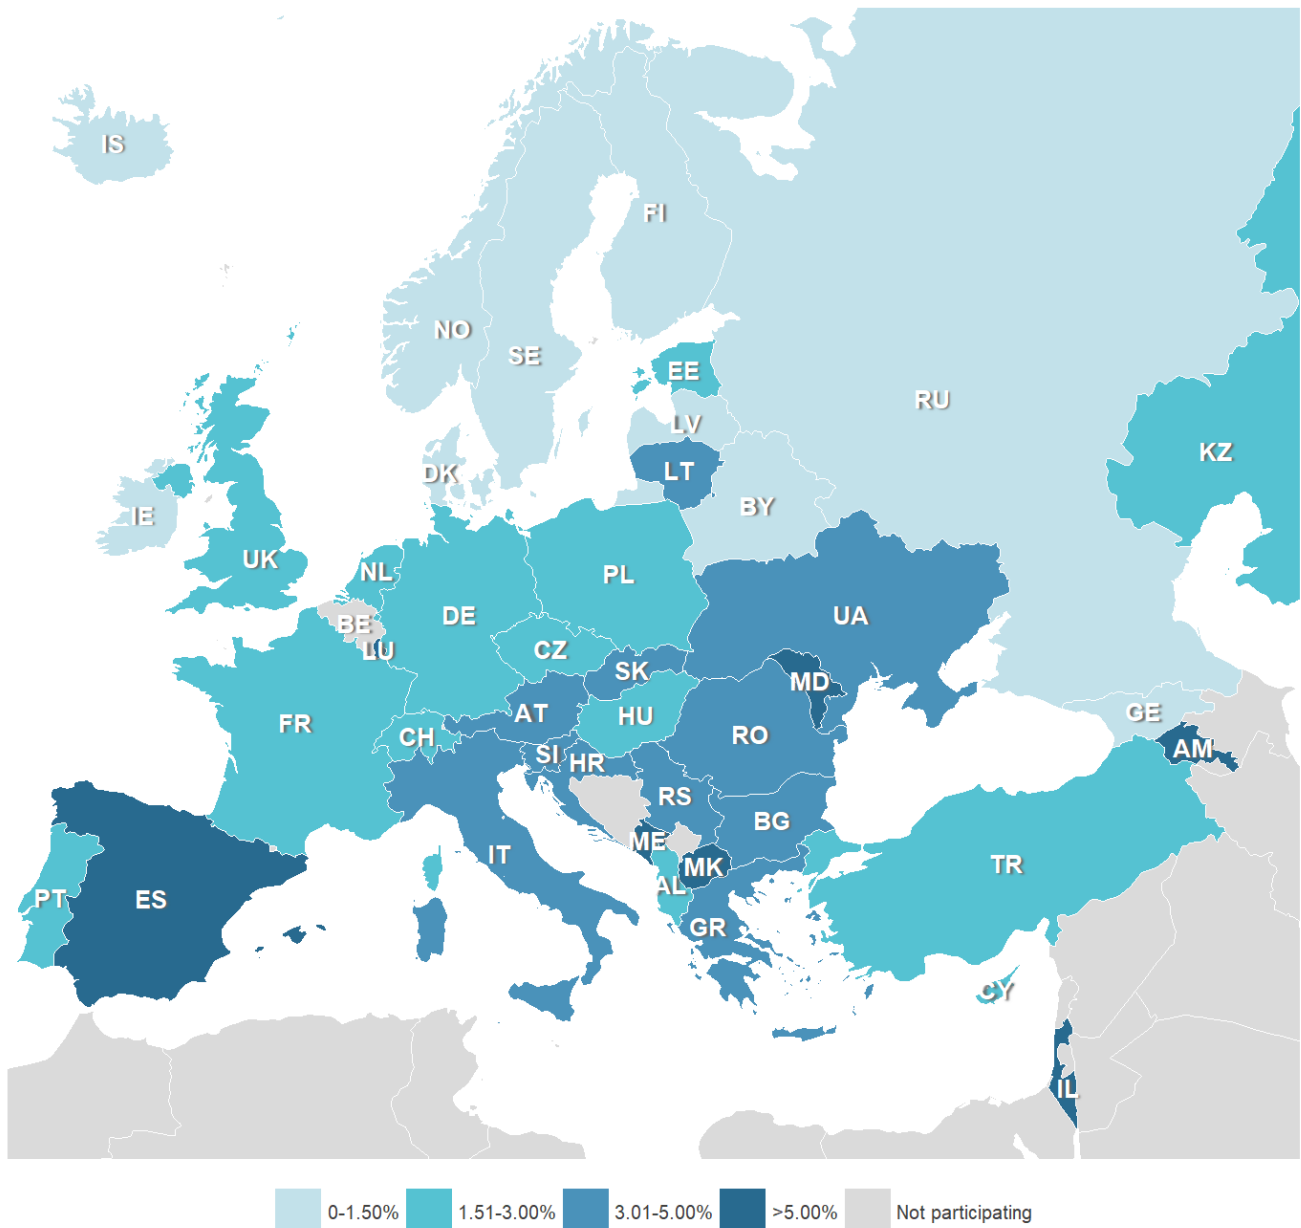 IS
FI
NO
SE
EE
RU
LV
KZ
DK
LT
BY
IE
UK
NL
PL
DE
BE
UA
LU
CZ
SK
MD
AT
HU
FR
CH
RO
GE
SI
HR
AM
RS
BG
ME
IT
MK
TR
PT
ES
AL
GR
CY
IL
0-1.50% 1.51-3.00% 3.01-5.00% >5.00% Not participating